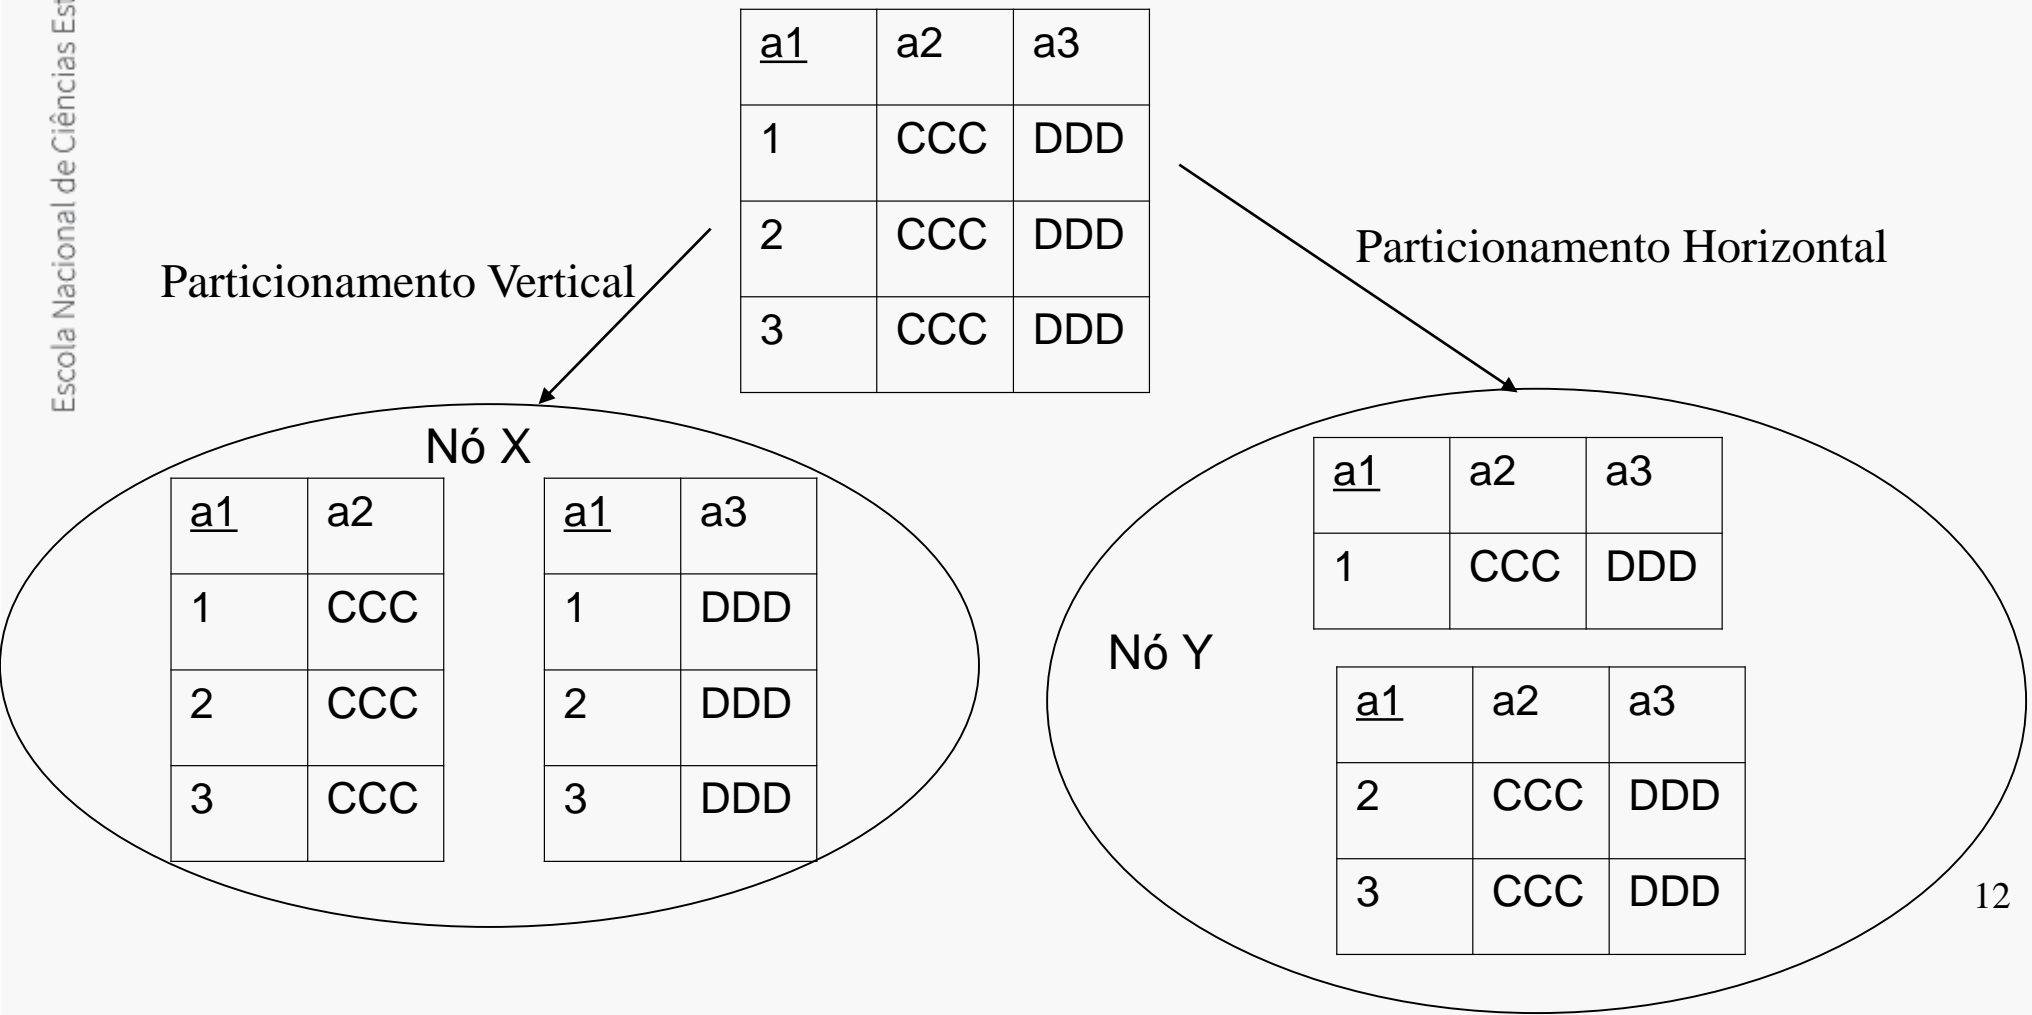 Escola Nacional de Ciências
a1 a2 a3
1 CCC DDD
2 CCC DDD
3 CCC DDD
Particionamento Vertical
Particionamento Horizontal
Nó X
a1 a2
1 CCC
2 CCC
3 CCC
a1 a3
1 DDD
2 DDD
3 DDD
Nó Y
a1 a2 a3
1 CCC DDD
a1 a2 a3
2 CCC DDD
3 CCC DDD
12